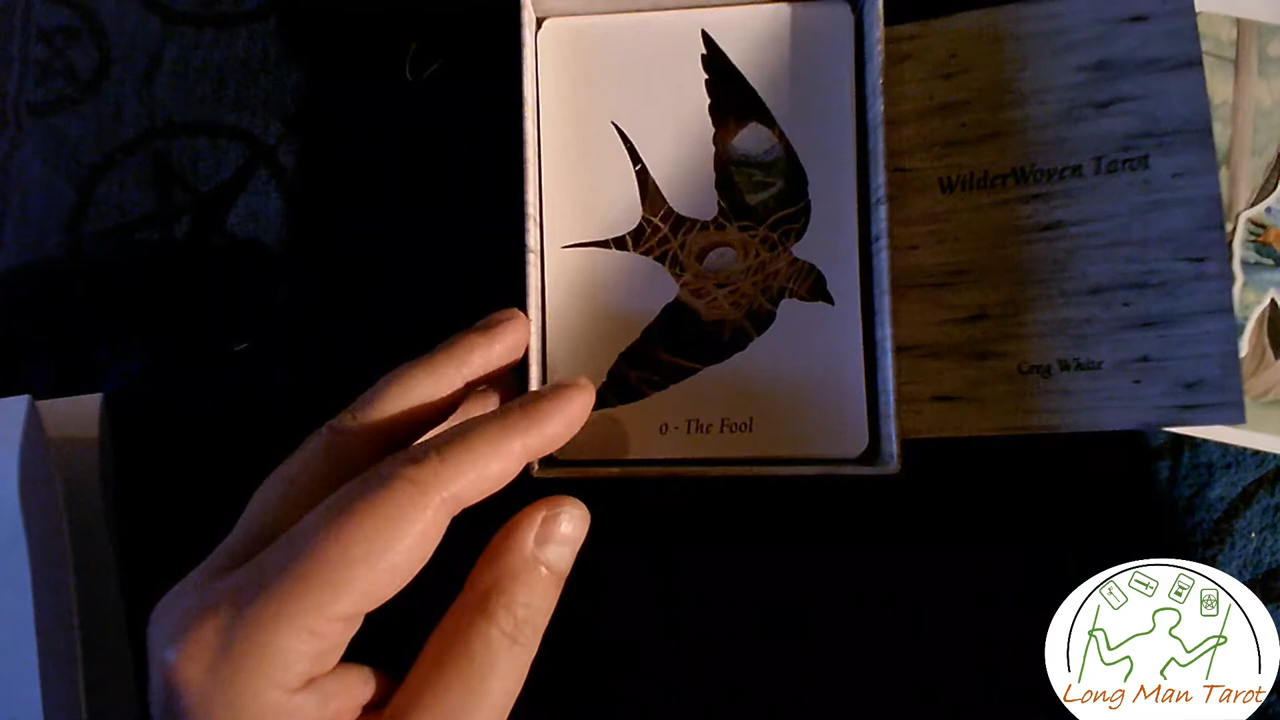 WilderWoven Tarot
Greg White
0 - The Fool
Long Man Tarot